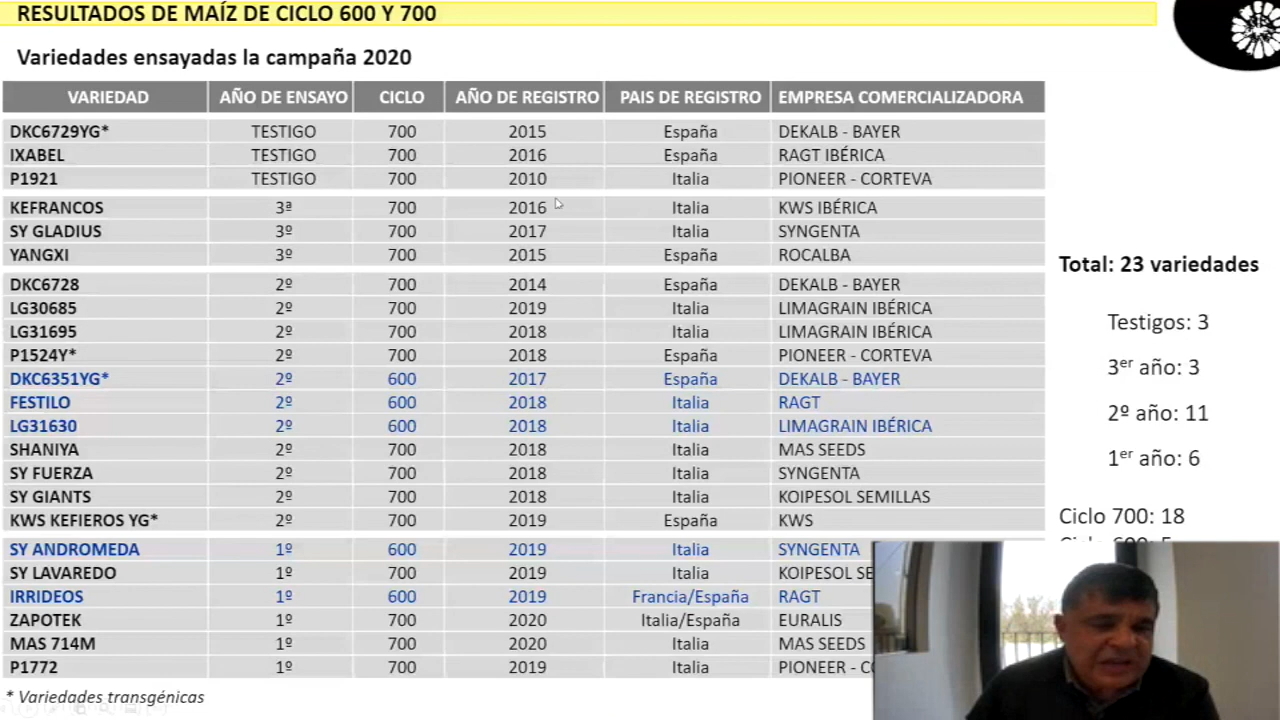 RESULTADOS DE MAÍZ DE CICLO 600 Y 700
Variedades ensayadas la campaña 2020
VARIEDAD AÑO DE ENSAYO CICLO AÑO DE REGISTRO PAIS DE REGISTRO EMPRESA COMERCIALIZADORA
DKC6729YG* TESTIGO 700 2015 España DEKALB - BAYER
IXABEL TESTIGO 700 2016 España RAGT IBÉRICA
P1921 TESTIGO 700 2010 Italia PIONEER - CORTEVA
KEFRANCOS 3ª 700 2016 Italia KWS IBÉRICA
SY GLADIUS 3º 700 2017 Italia SYNGENTA
YANGXI 3º 700 2015 España ROCALBA
DKC6728 2º 700 2014 España DEKALB - BAYER
LG30685 2º 700 2019 Italia LIMAGRAIN IBÉRICA
LG31695 2º 700 2018 Italia LIMAGRAIN IBÉRICA
P1524Y* 2º 700 2018 España PIONEER - CORTEVA
DKC6351YG* 2º 600 2017 España DEKALB - BAYER
FESTILO 2º 600 2018 Italia RAGT
LG31630 2º 600 2018 Italia LIMAGRAIN IBÉRICA
SHANIYA 2º 700 2018 Italia MAS SEEDS
SY FUERZA 2º 700 2018 Italia SYNGENTA
SY GIANTS 2º 700 2018 Italia KOIPESOL SEMILLAS
KWS KEFIEROS YG* 2º 700 2019 España KWS
SY ANDROMEDA 1º 600 2019 Italia SYNGENTA
SY LAVAREDO 1º 700 2019 Italia KOIPESOL SE
IRRIDEOS 1º 600 2019 Francia/España RAGT
ZAPOTEK 1º 700 2020 Italia/España EURALIS
MAS 714M 1º 700 2020 Italia MAS SEEDS
P1772 1º 700 2019 Italia PIONEER - C
* Variedades transgénicas
Total: 23 variedades
Testigos: 3
3er año: 3
2º año: 11
1er año: 6
Ciclo 700: 18